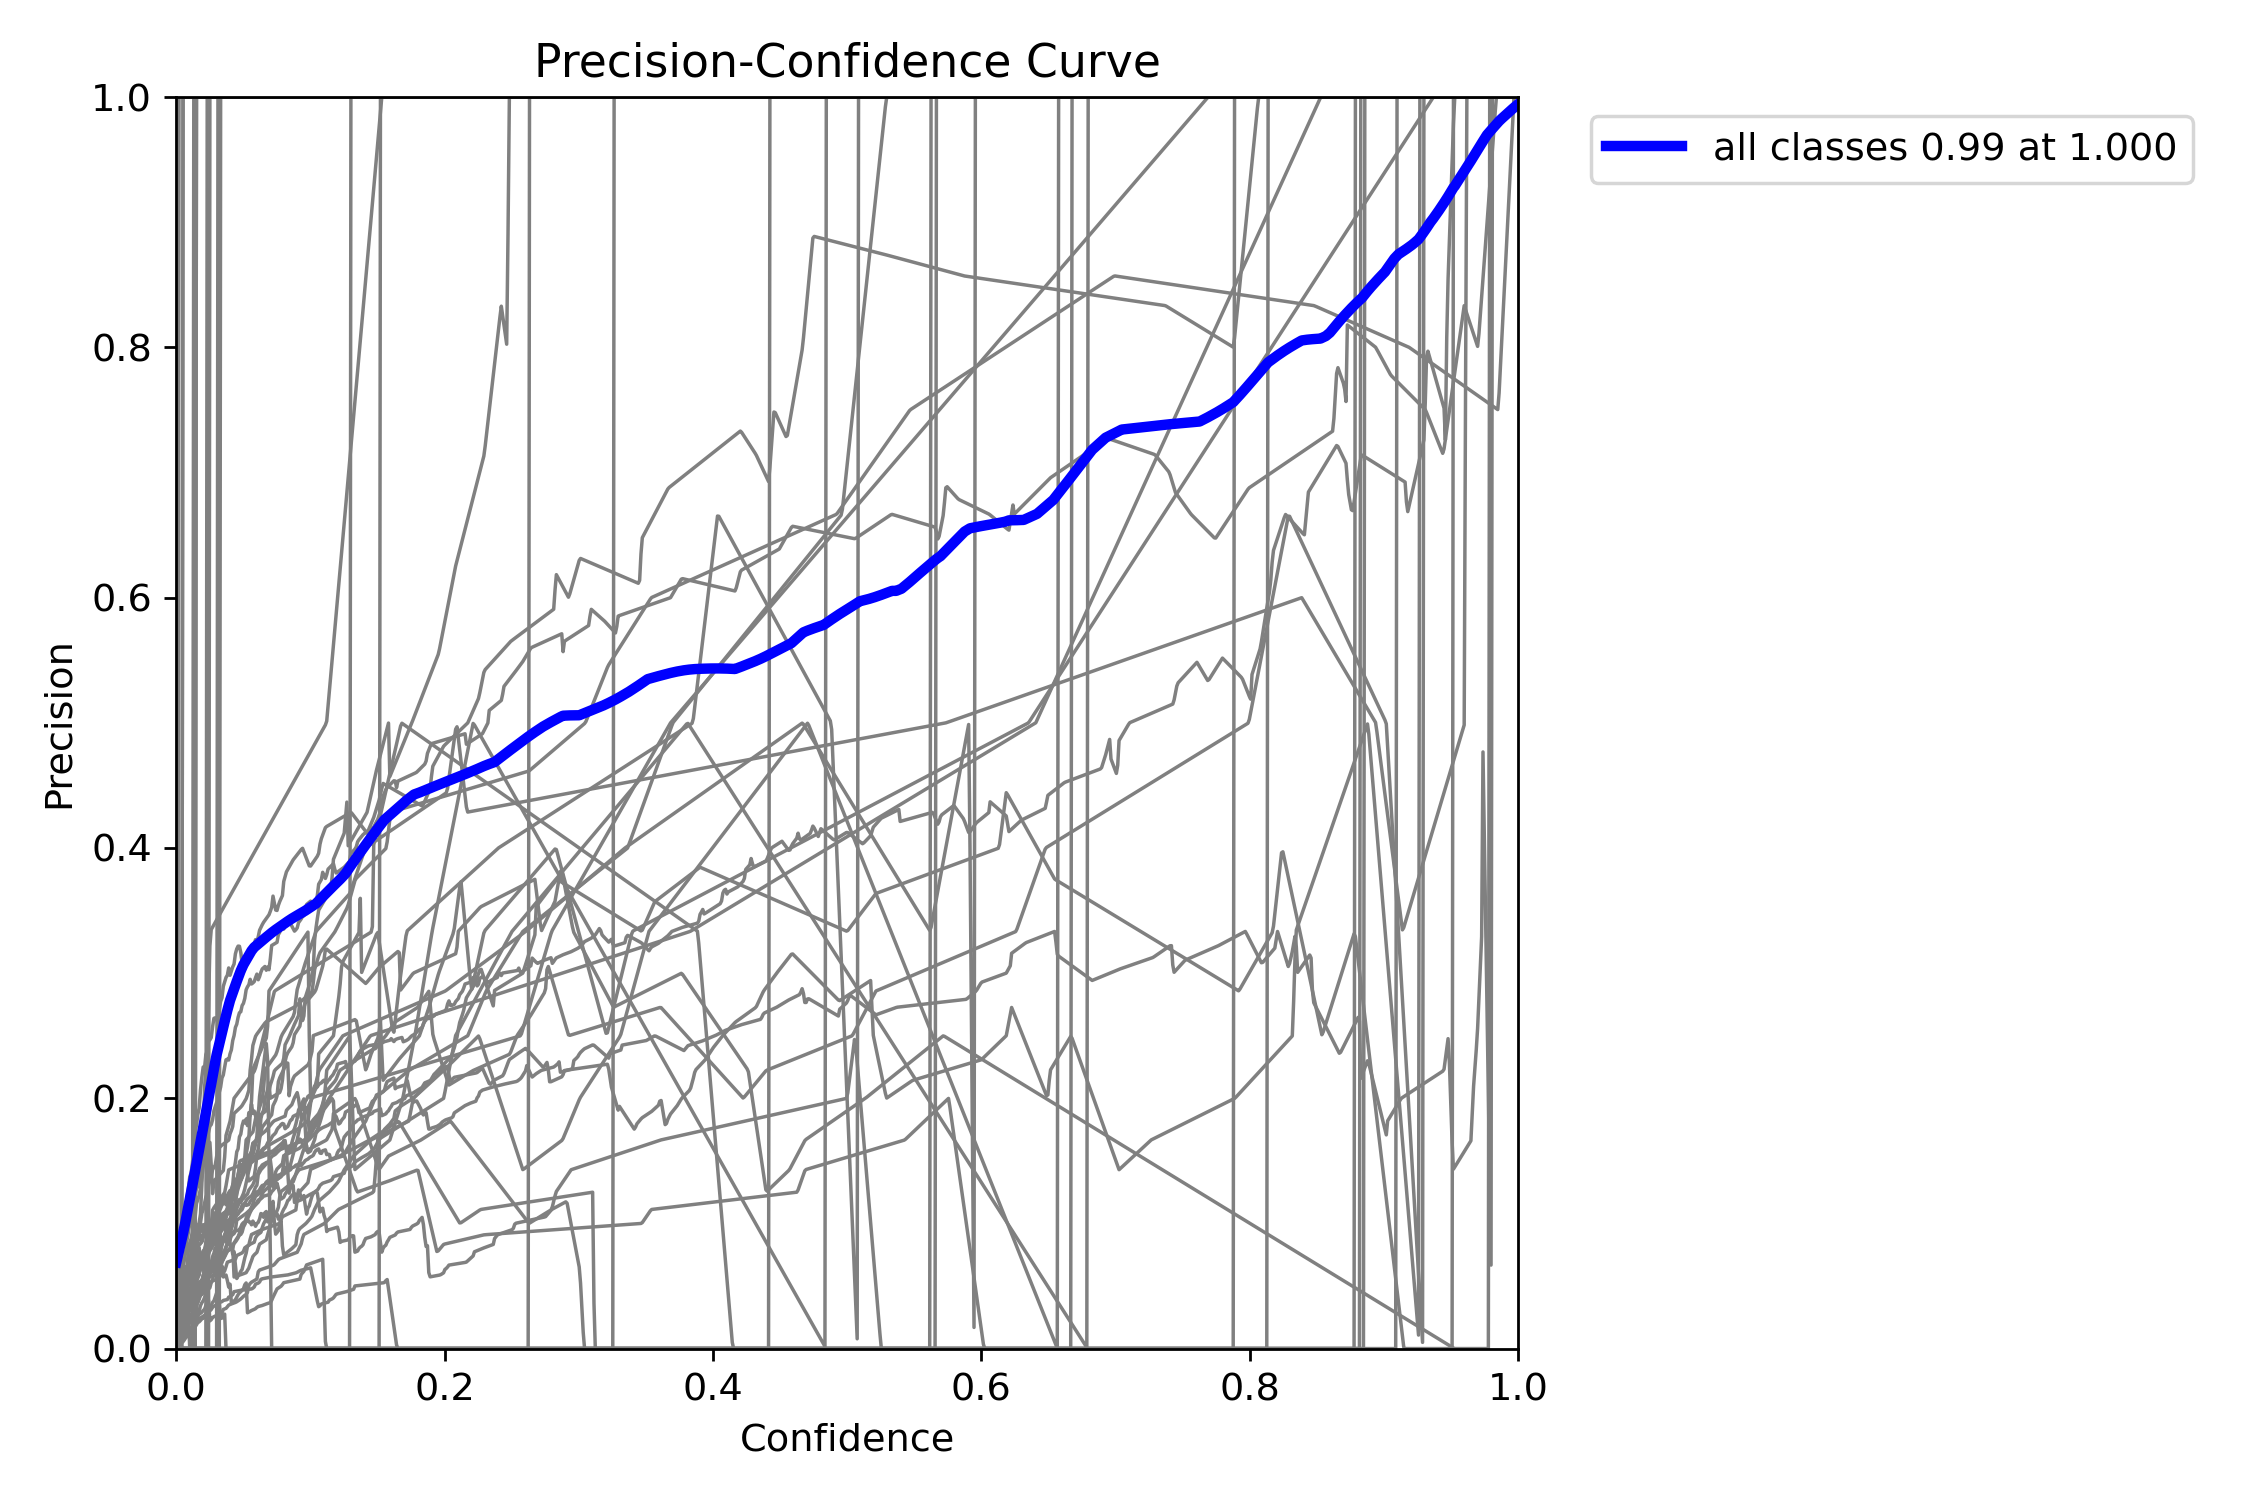 Precision-Confidence Curve
all classes 0.99 at 1.000
1.0
0.8
0.6
0.4
0.2
0.0
Precision
0.0 0.2 0.4 0.6 0.8 1.0
Confidence